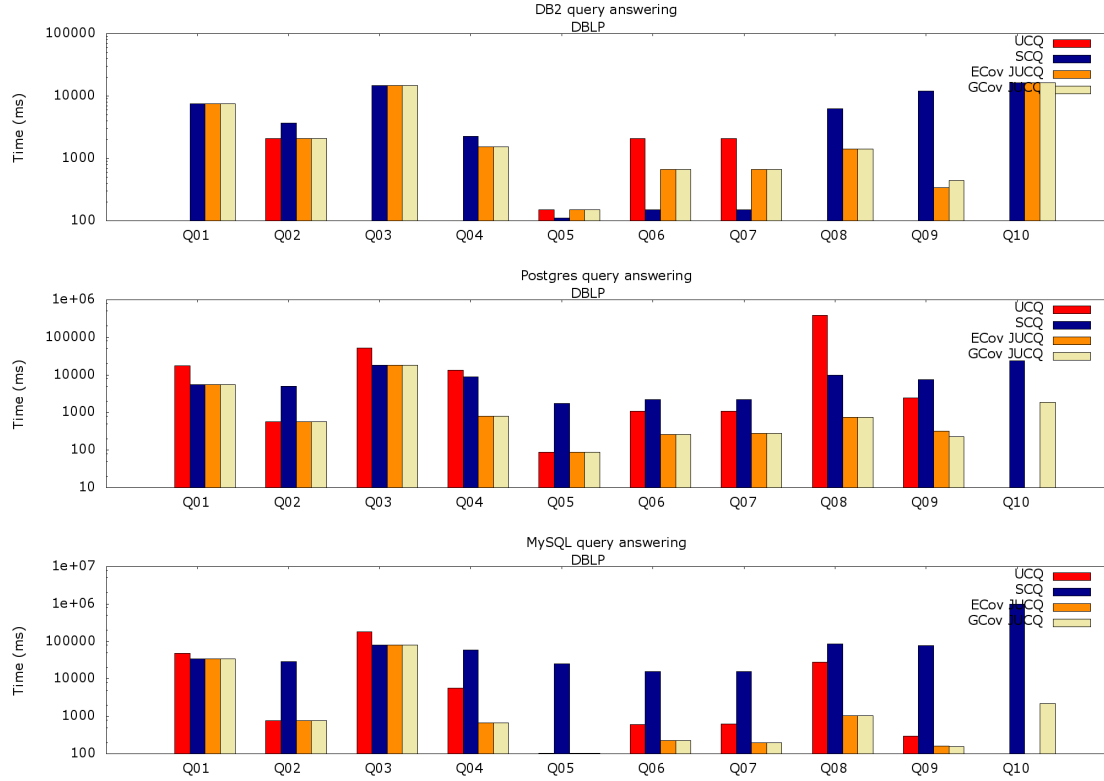 DB2 query answering
DBLP
100000
10000
1000
100
Time (ms)
UCQ
SCQ
ECov JUCQ
GCov JUCQ
Q01 Q02 Q03 Q04 Q05 Q06 Q07 Q08 Q09 Q10
Postgres query answering
DBLP
1e+06
100000
10000
1000
100
10
Time (ms)
UCQ
SCQ
ECov JUCQ
GCov JUCQ
Q01 Q02 Q03 Q04 Q05 Q06 Q07 Q08 Q09 Q10
MySQL query answering
DBLP
1e+07
1e+06
100000
10000
1000
100
Time (ms)
UCQ
SCQ
ECov JUCQ
GCov JUCQ
Q01 Q02 Q03 Q04 Q05 Q06 Q07 Q08 Q09 Q10